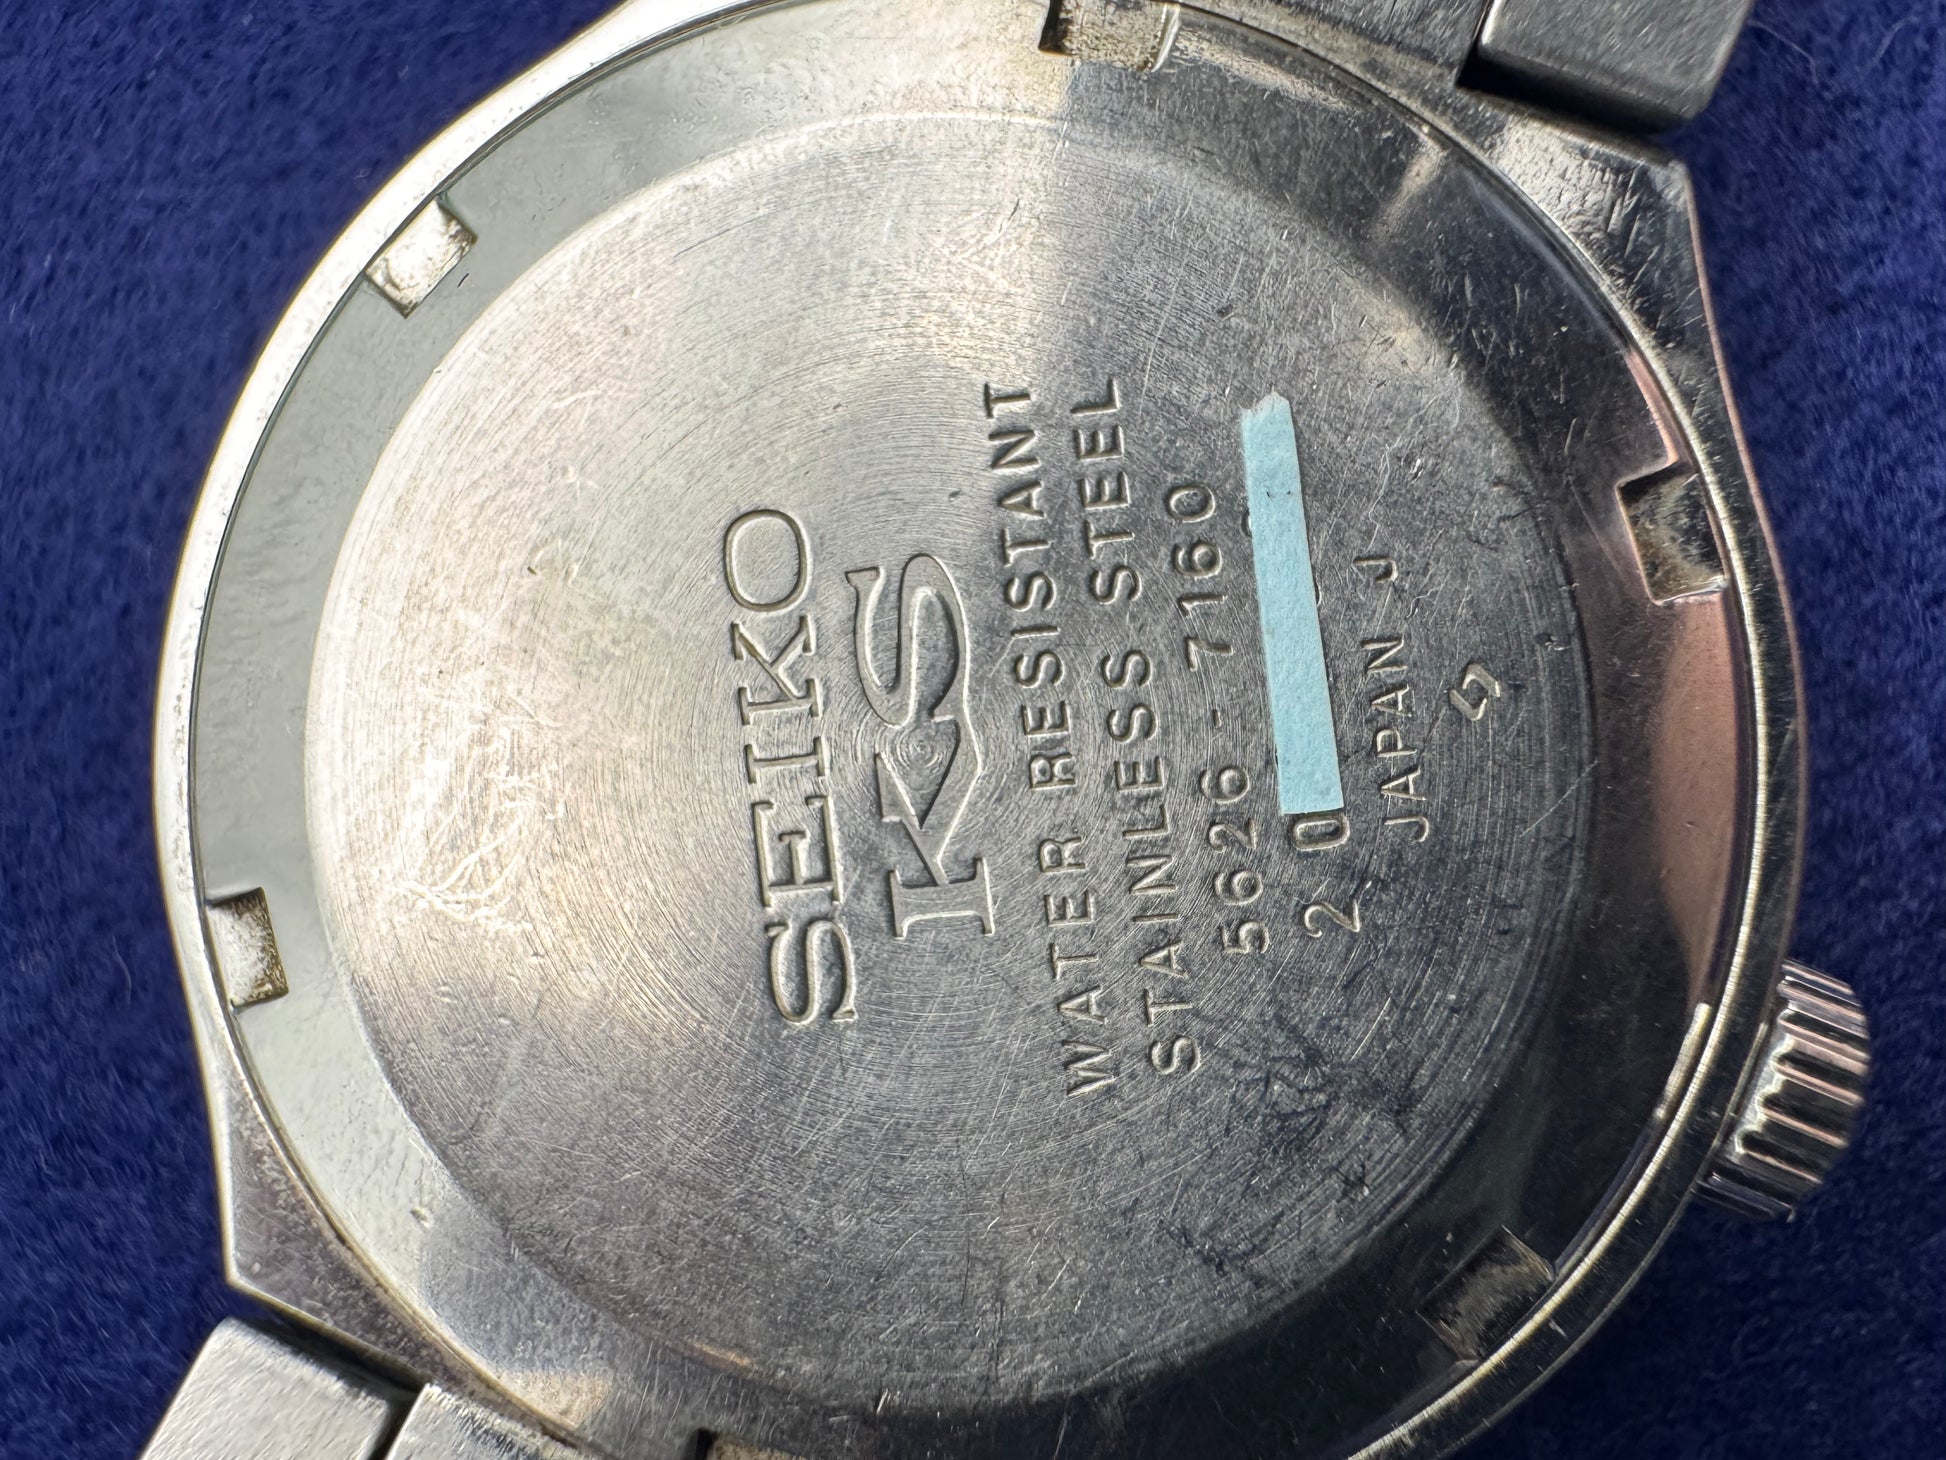 SEIKO
KS
WATER RESISTANT
STAINLESS STEEL
5626-7160
20
JAPAN J